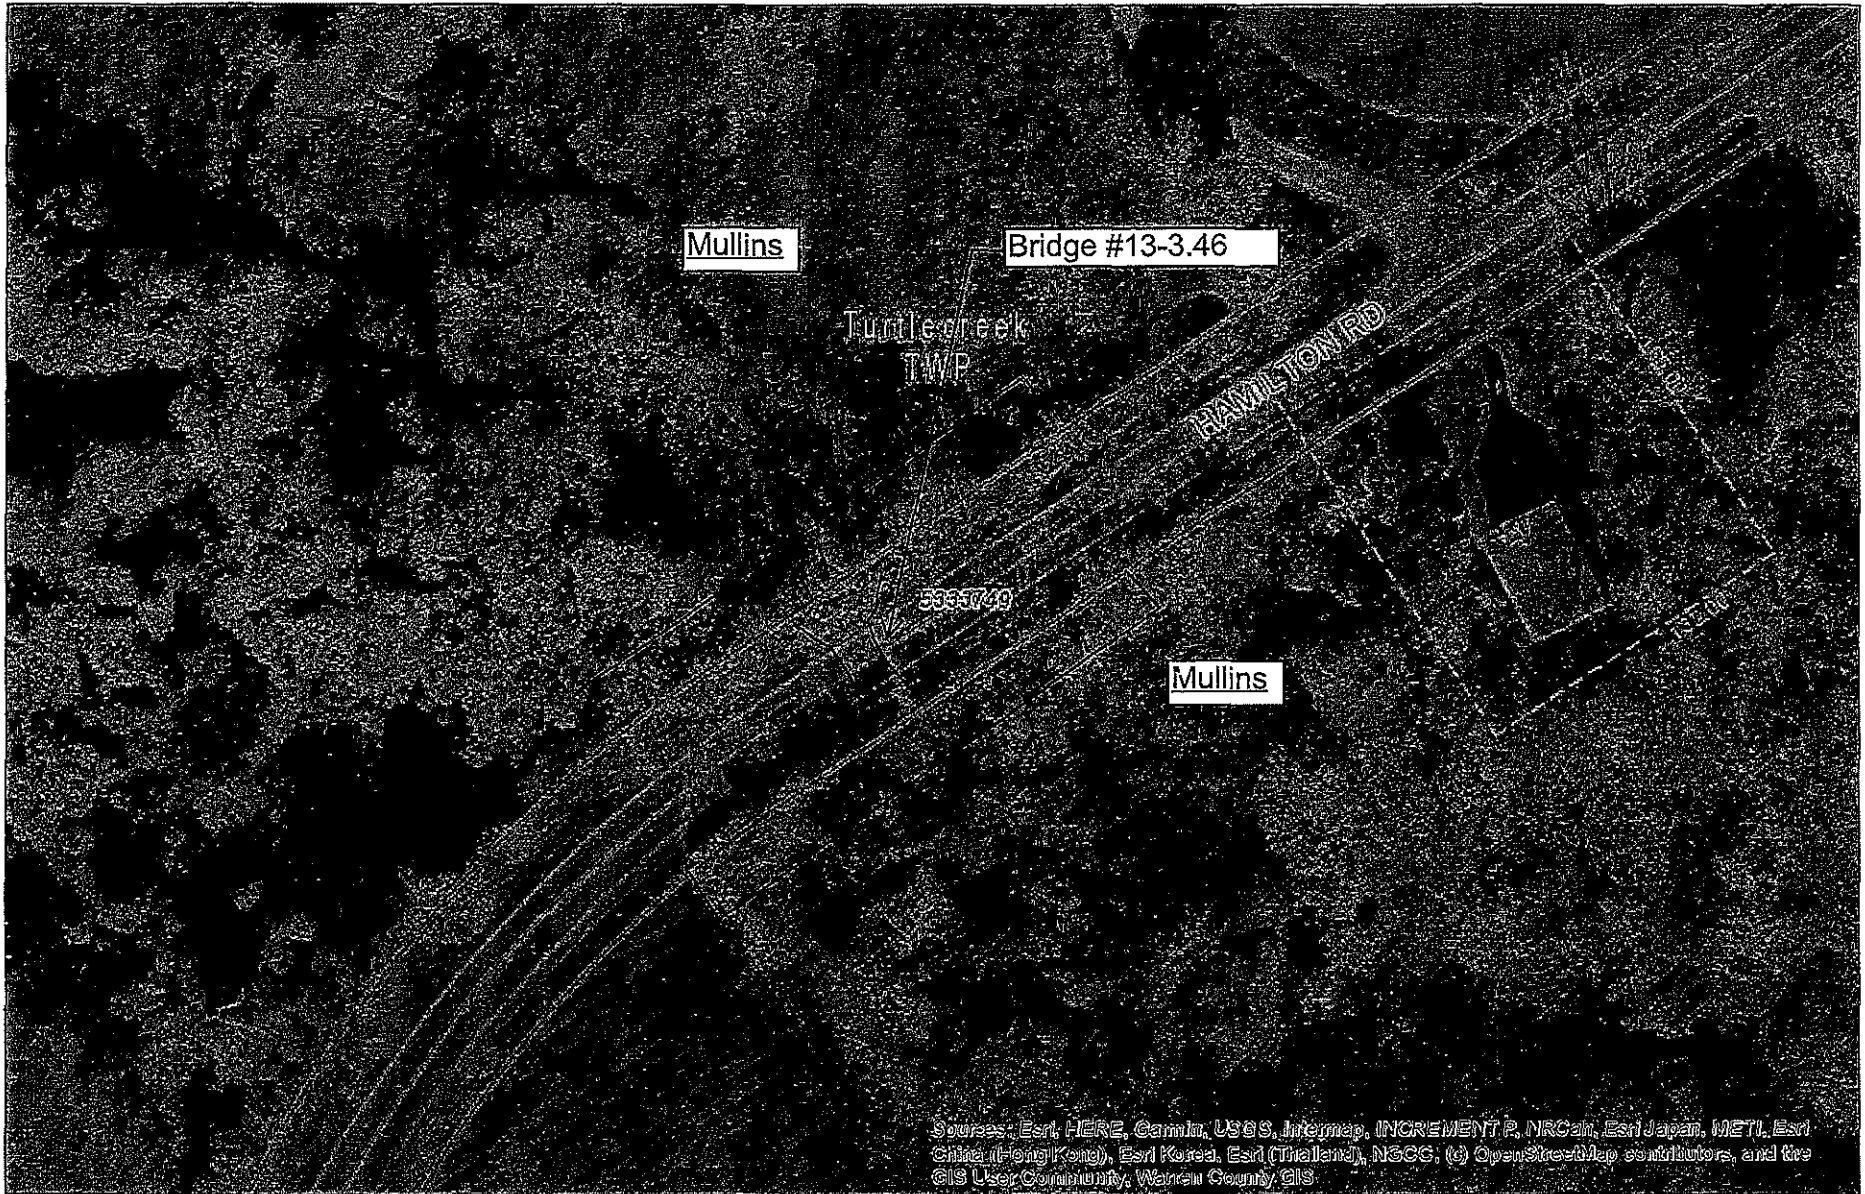 Mullins
Bridge #13-3.46
Turtlecreek
TWP
HAMILTON RD
5333749
Mullins
Sources: Esri, HERE, Garmin, USGS, Intermap, INCREMENT P, NRCan, Esri Japan, METI, Esri
China (Hong Kong), Esri Korea, Esri (Thailand), NGCC, (c) OpenStreetMap contributors, and the
GIS User Community, Warren County GIS